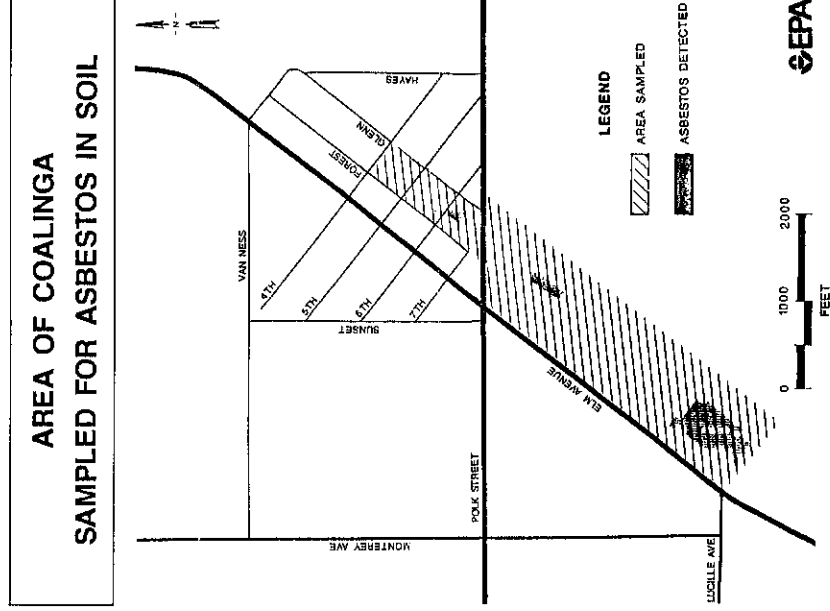 AREA OF COALINGA
SAMPLED FOR ASBESTOS IN SOIL
-N-
VAN NESS
HAYES
GLENN
FOREST
4TH
5TH
6TH
7TH
SUNSET
POLK STREET
ELM AVENUE
MONTEREY AVE
LUCILLE AVE
LEGEND
AREA SAMPLED
ASBESTOS DETECTED
0 1000 2000
FEET
EPA